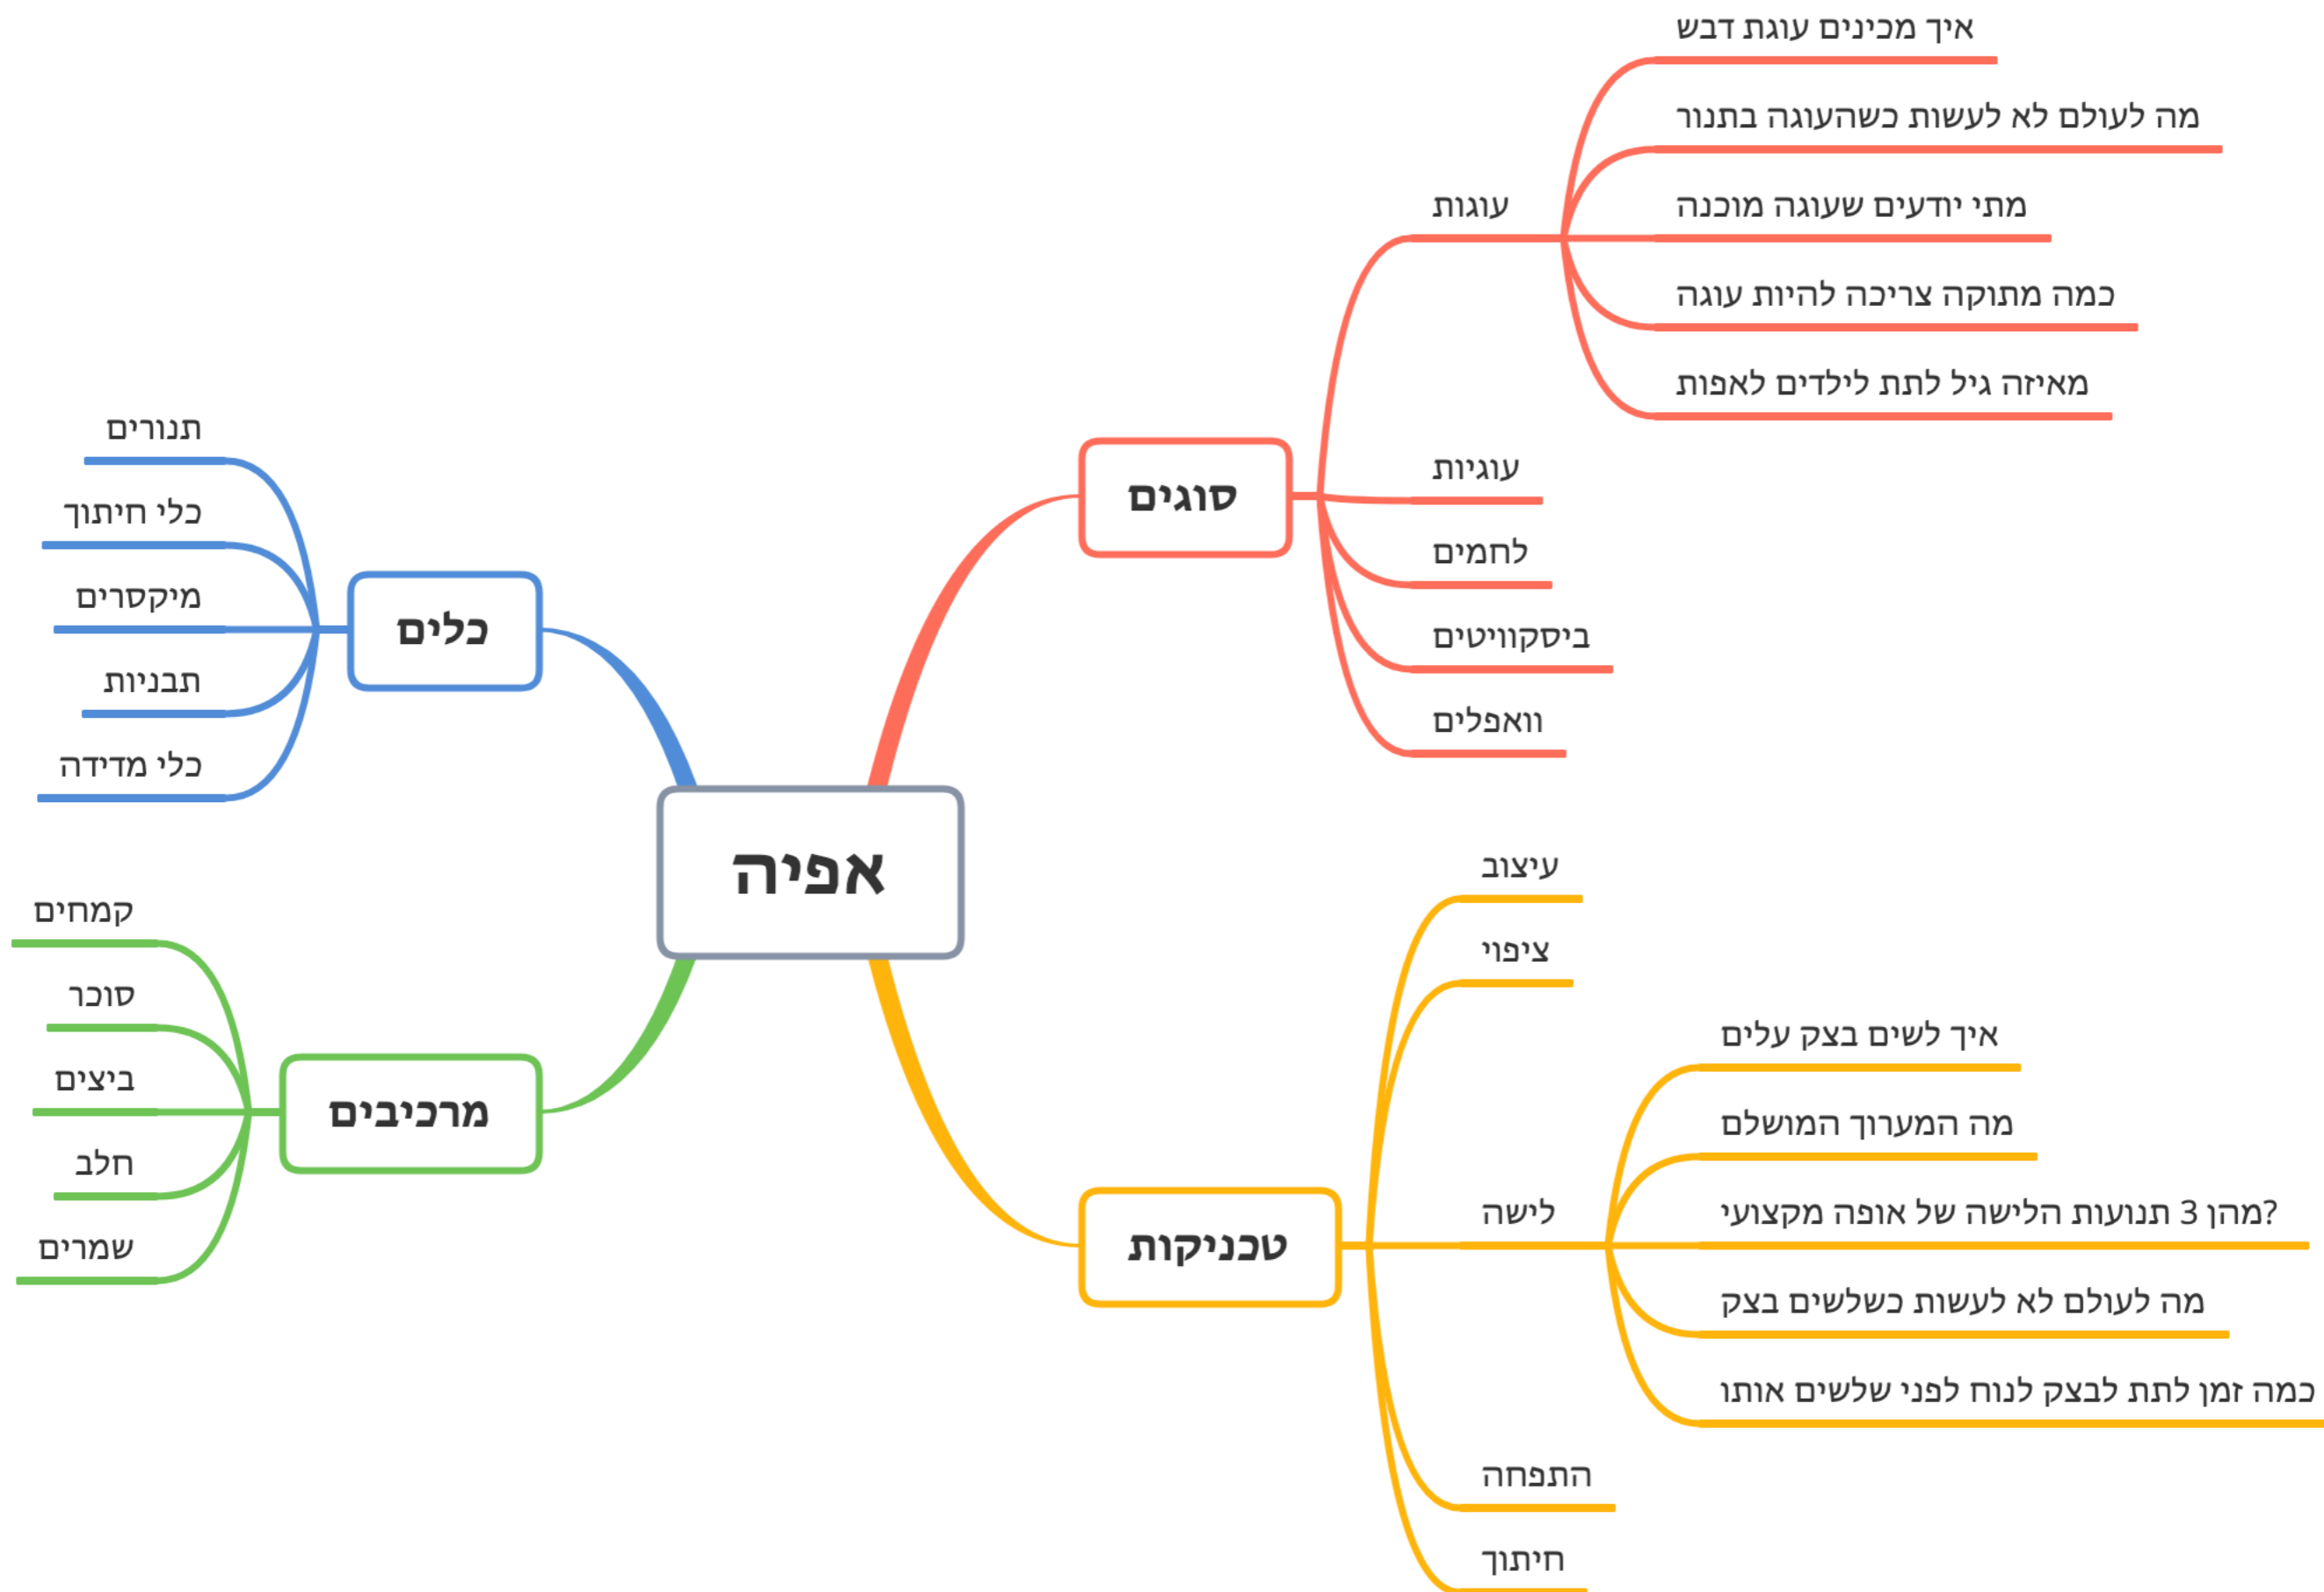 אפיה
סוגים
עוגות
איך מכינים עוגת דבש
מה לעולם לא לעשות כשהעוגה בתנור
מתי יודעים שעוגה מוכנה
כמה מתוקה צריכה להיות עוגה
מאיזה גיל לתת לילדים לאפות
עוגיות
לחמים
ביסקוויטים
וואפלים
טכניקות
עיצוב
ציפוי
לישה
איך לשים בצק עלים
מה המערוך המושלם
מהן 3 תנועות הלישה של אופה מקצועי?
מה לעולם לא לעשות כשלשים בצק
כמה זמן לתת לבצק לנוח לפני שלשים אותו
התפחה
חיתוך
כלים
תנורים
כלי חיתוך
מיקסרים
תבניות
כלי מדידה
מרכיבים
קמחים
סוכר
ביצים
חלב
שמרים